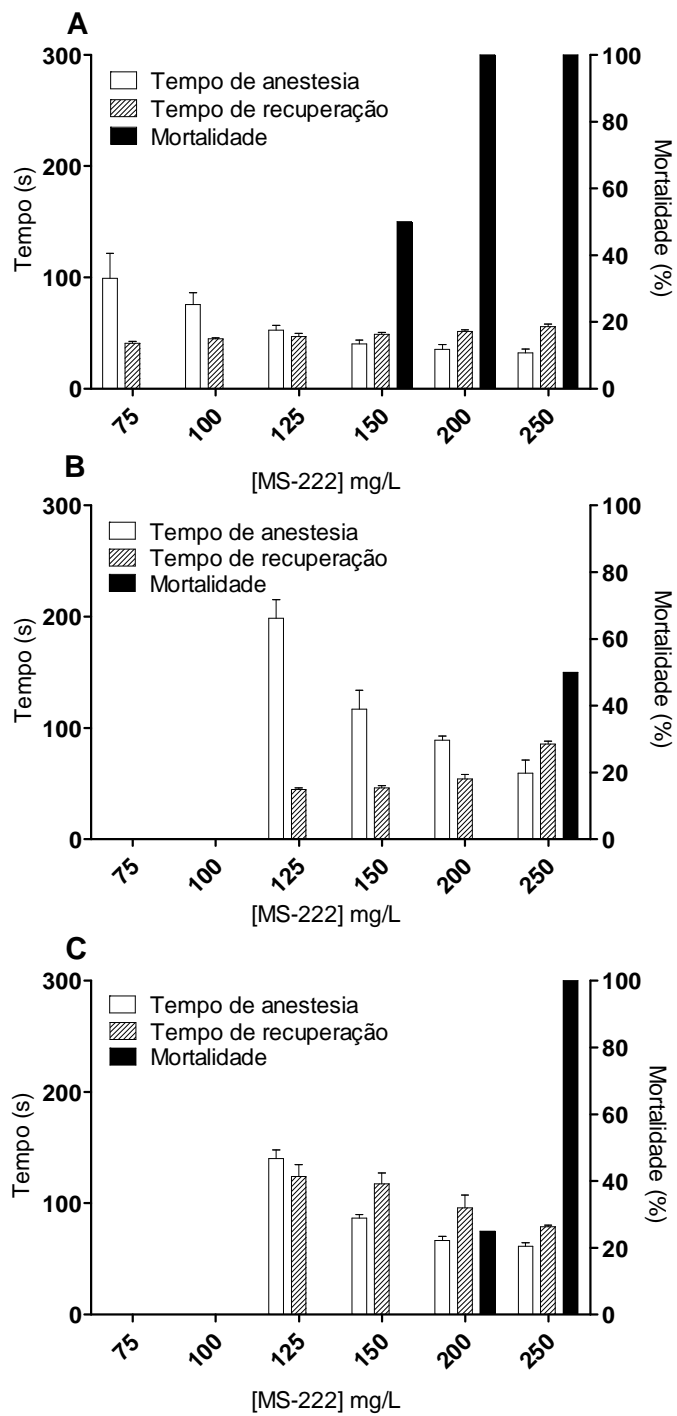 A
300
200
100
0
Tempo (s)
Tempo de anestesia
Tempo de recuperação
Mortalidade
100
80
60
40
20
0
Mortalidade (%)
75 100 125 150 200 250
[MS-222] mg/L
B
300
200
100
0
Tempo (s)
Tempo de anestesia
Tempo de recuperação
Mortalidade
100
80
60
40
20
0
Mortalidade (%)
75 100 125 150 200 250
[MS-222] mg/L
C
300
200
100
0
Tempo (s)
Tempo de anestesia
Tempo de recuperação
Mortalidade
100
80
60
40
20
0
Mortalidade (%)
75 100 125 150 200 250
[MS-222] mg/L